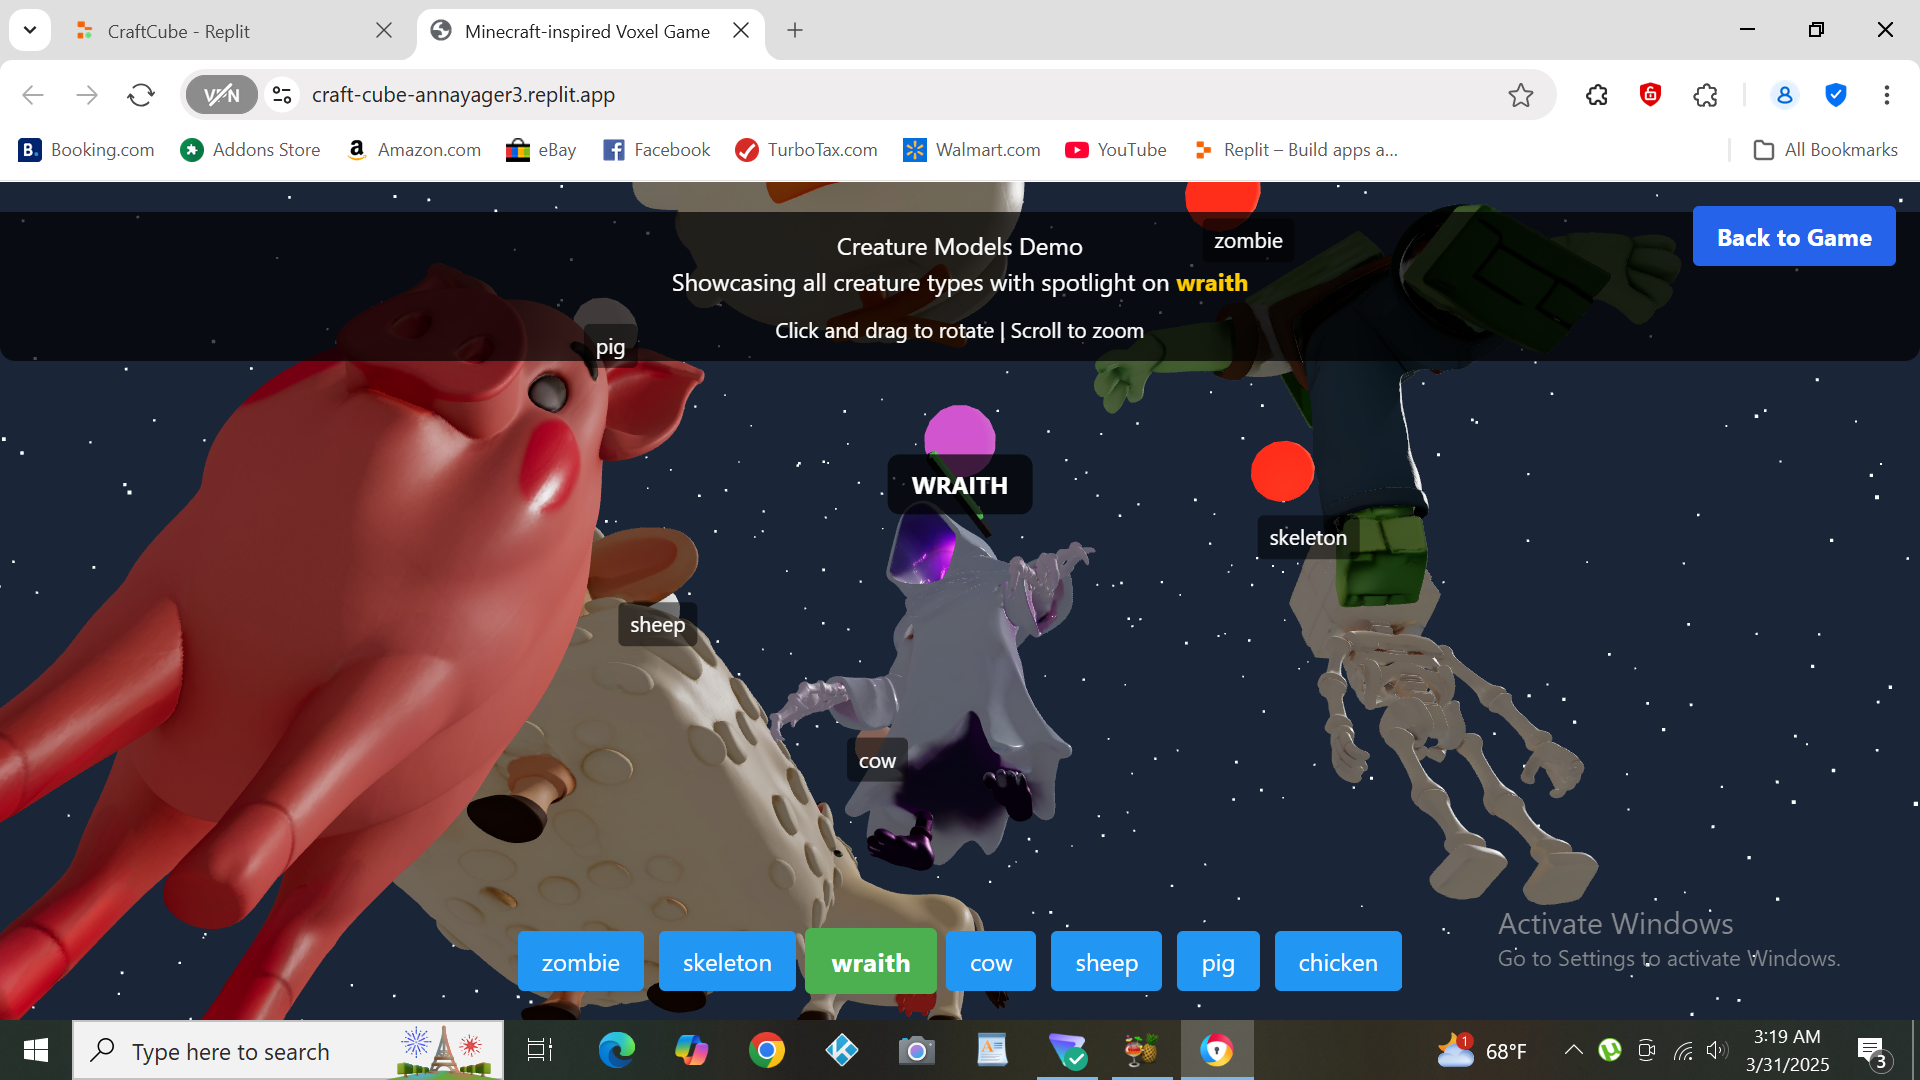 CraftCube - Replit
Minecraft-inspired Voxel Game
VPN
craft-cube-annayager3.replit.app
B. Booking.com
Addons Store
a Amazon.com
eBay
Facebook
TurboTax.com
Walmart.com
YouTube
Replit – Build apps a...
All Bookmarks
Creature Models Demo
Showcasing all creature types with spotlight on wraith
Click and drag to rotate | Scroll to zoom
Back to Game
zombie
pig
WRAITH
skeleton
sheep
cow
zombie
skeleton
wraith
cow
sheep
pig
chicken
Activate Windows
Go to Settings to activate Windows.
Type here to search
1
68°F
3:19 AM
3/31/2025
3